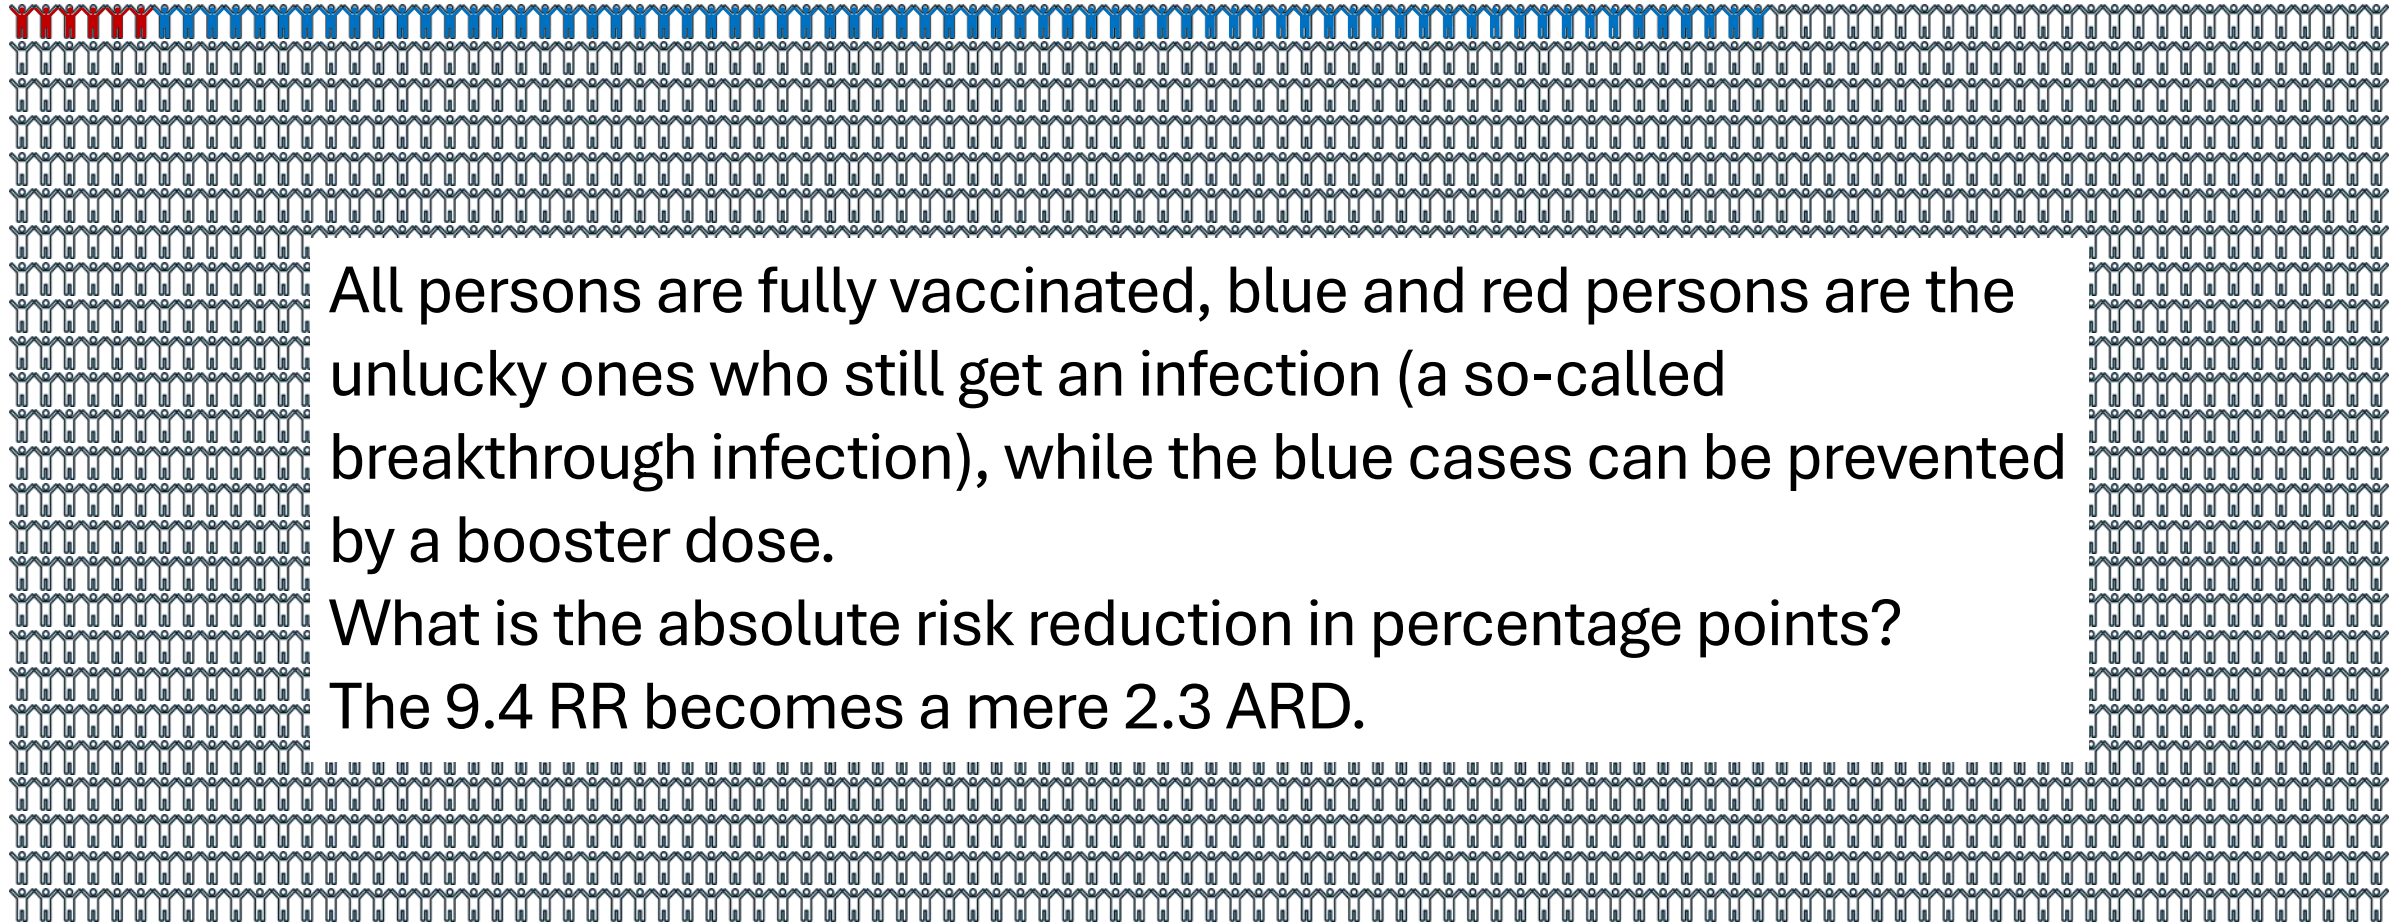 All persons are fully vaccinated, blue and red persons are the
unlucky ones who still get an infection (a so-called
breakthrough infection), while the blue cases can be prevented
by a booster dose.
What is the absolute risk reduction in percentage points?
The 9.4 RR becomes a mere 2.3 ARD.